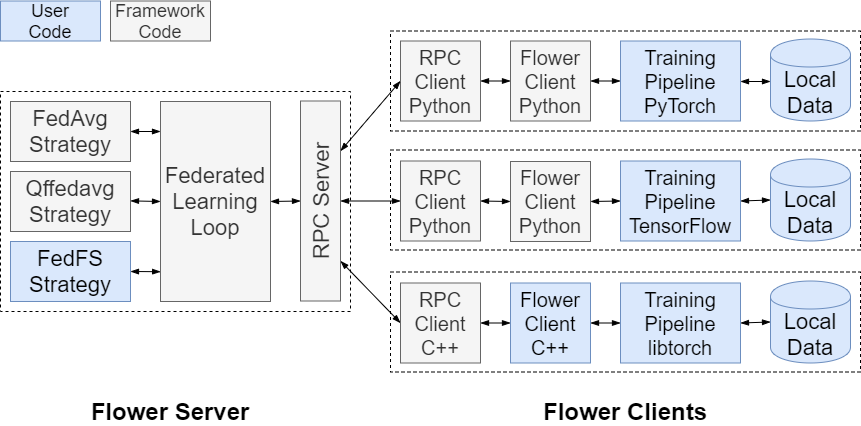 User
Code
Framework
Code
FedAvg
Strategy
Qffedavg
Strategy
FedFS
Strategy
Federated
Learning
Loop
RPC Server
RPC
Client
Python
Flower
Client
Python
Training
Pipeline
PyTorch
Local
Data
RPC
Client
Python
Flower
Client
Python
Training
Pipeline
TensorFlow
Local
Data
RPC
Client
C++
Flower
Client
C++
Training
Pipeline
libtorch
Local
Data
Flower Server
Flower Clients